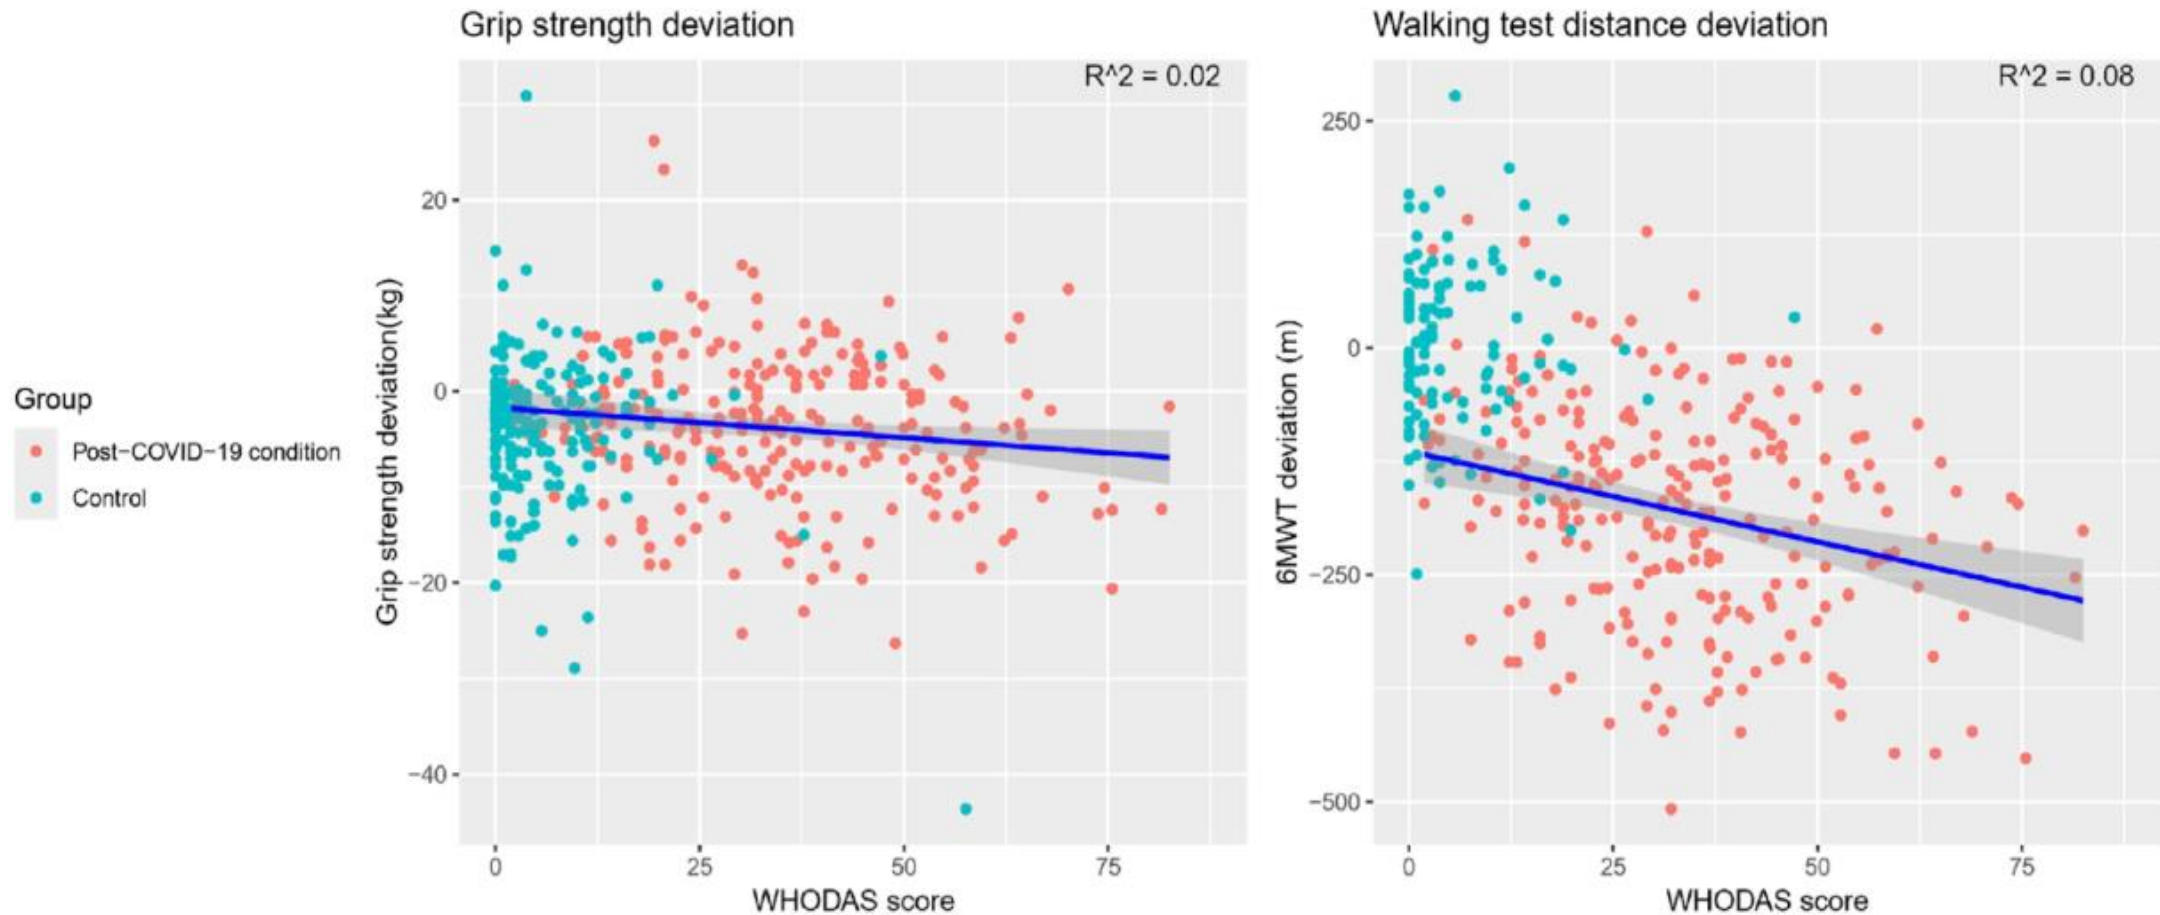 Grip strength deviation
R^2 = 0.02
20
0
−20
−40
Grip strength deviation(kg)
0
25
50
75
WHODAS score
Walking test distance deviation
R^2 = 0.08
250
0
−250
−500
6MWT deviation (m)
0
25
50
75
WHODAS score
Group
Post−COVID−19 condition
Control